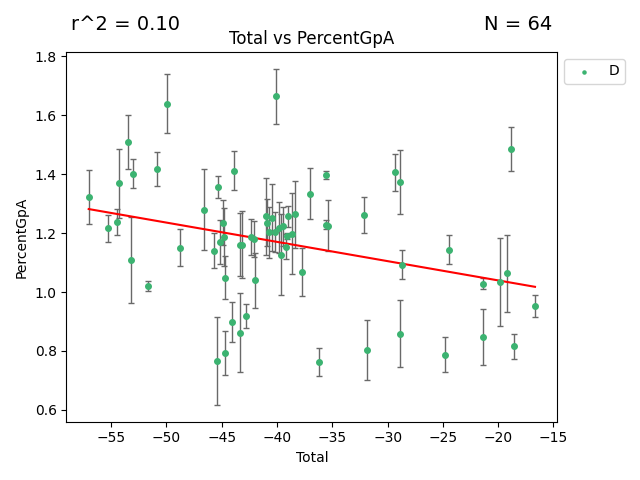 r^2 = 0.10
N = 64
Total vs PercentGpA
D
PercentGpA
1.8
1.6
1.4
1.2
1.0
0.8
0.6
−55 −50 −45 −40 −35 −30 −25 −20 −15
Total